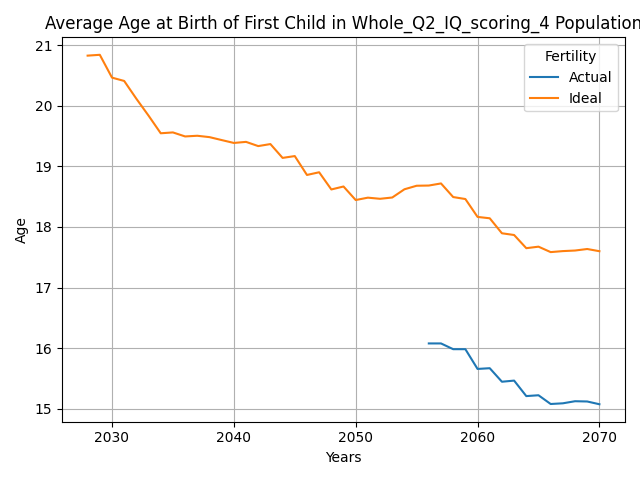 Average Age at Birth of First Child in Whole_Q2_IQ_scoring_4 Population
Fertility
Actual
Ideal
21
20
19
18
17
16
15
Age
2030
2040
2050
2060
2070
Years